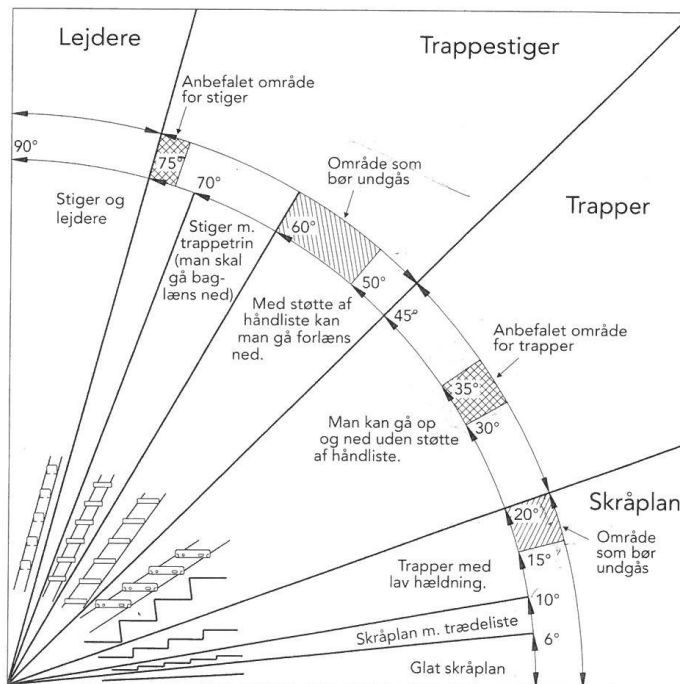 Lejdere
Trappestiger
Anbefalet område
for stiger
90°
75°
70°
Område som
bør undgås
Trapper
Stiger og
lejdere
Stiger m.
trappetrin
(man skal
gå bag-
læns ned)
60°
50°
45°
Med støtte af
håndliste kan
man gå forlæns
ned.
Anbefalet område
for trapper
35°
30°
Man kan gå op
og ned uden støtte
af håndliste.
Skråplan
20°
Område
som bør
undgås
15°
Trapper med
lav hældning.
10°
Skråplan m. trædeliste
6°
Glat skråplan